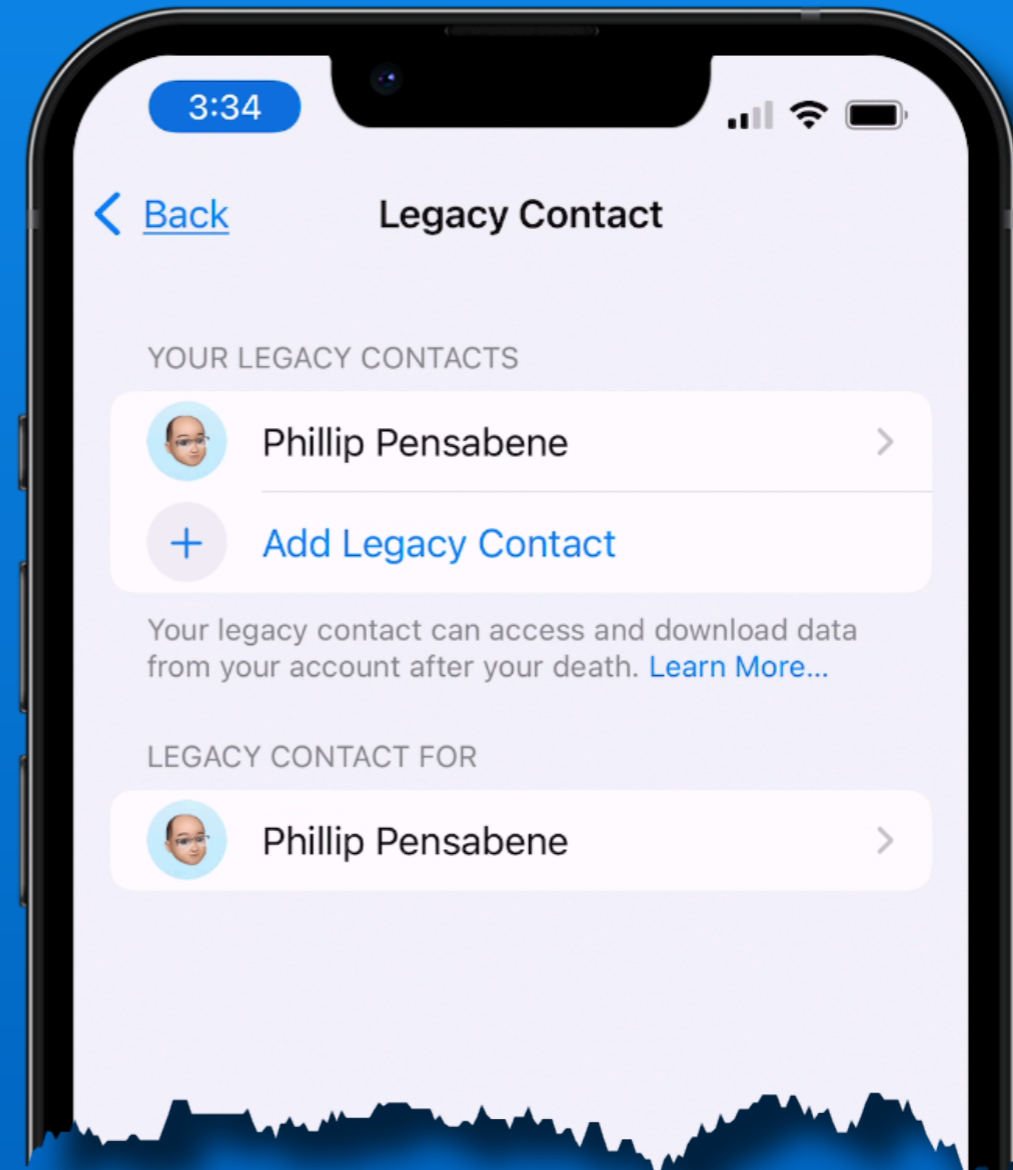 3:34
Back
Legacy Contact
YOUR LEGACY CONTACTS
Phillip Pensabene
Add Legacy Contact
Your legacy contact can access and download data
from your account after your death. Learn More...
LEGACY CONTACT FOR
Phillip Pensabene